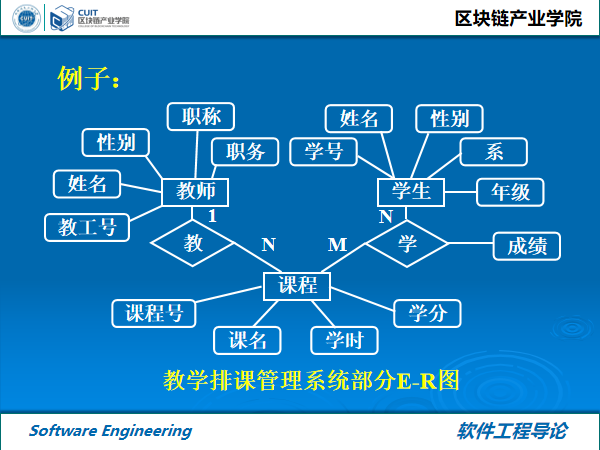 CUIT
区块链产业学院
区块链产业学院
例子：
职称
姓名
性别
性别
职务
学号
系
姓名
教师
学生
年级
教工号
1
N
教
N
M
学
成绩
课程
课程号
学分
课名
学时
教学排课管理系统部分E-R图
Software Engineering
软件工程导论